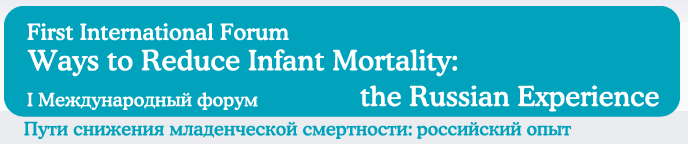 First International Forum
Ways to Reduce Infant Mortality:
I Международный форум the Russian Experience
Пути снижения младенческой смертности: российский опыт